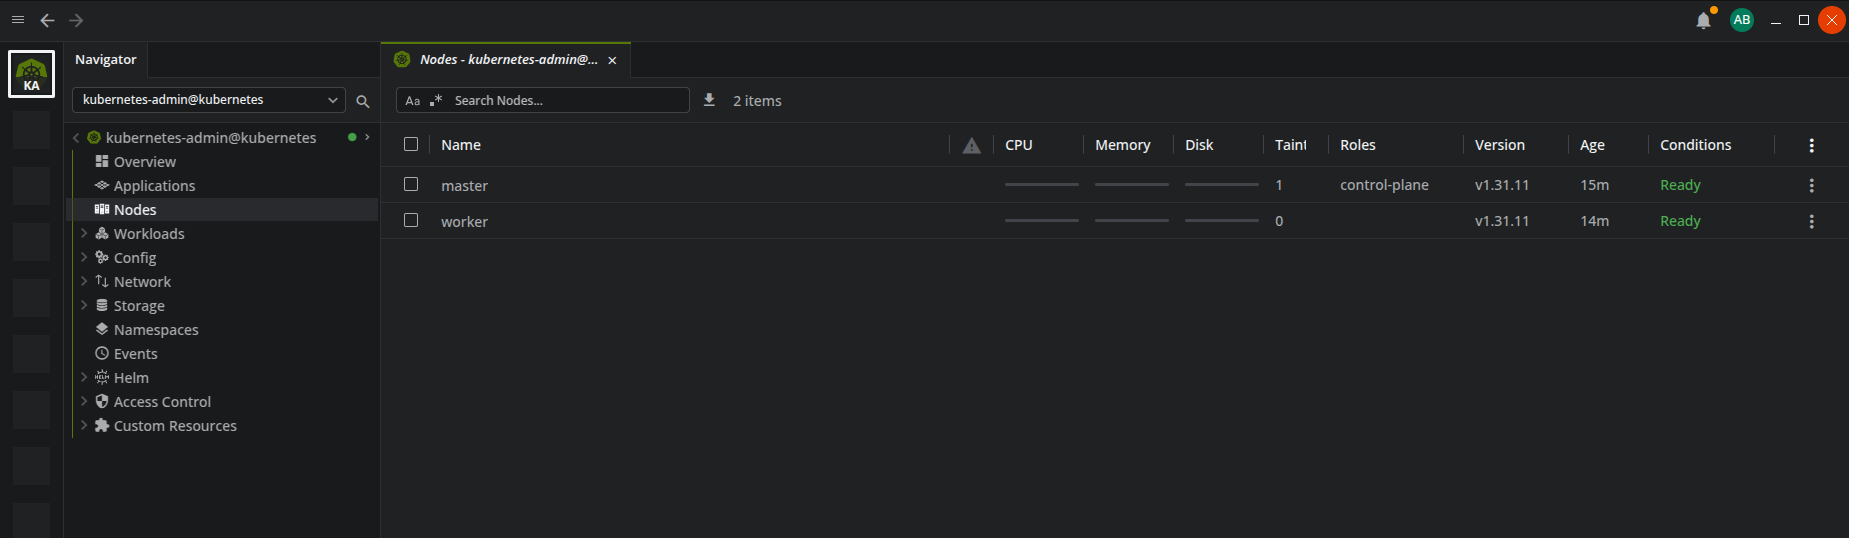 AB
KA
Navigator
Nodes - kubernetes-admin@...
kubernetes-admin@kubernetes
Aa .* Search Nodes...
2 items
kubernetes-admin@kubernetes
Overview
Applications
Nodes
Workloads
Config
Network
Storage
Namespaces
Events
HELM Helm
Access Control
Custom Resources
Name CPU Memory Disk Taint Roles Version Age Conditions
master 1 control-plane v1.31.11 15m Ready
worker 0 v1.31.11 14m Ready